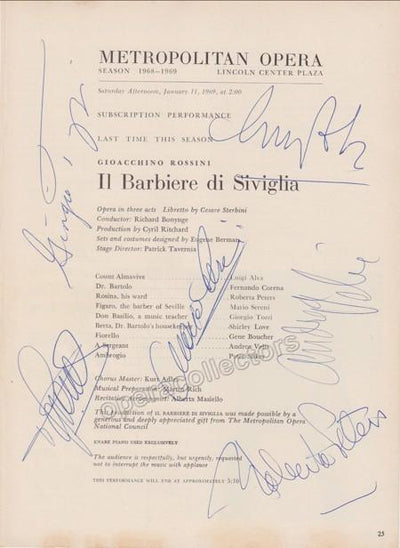 METROPOLITAN OPERA
SEASON 1968–1969 LINCOLN CENTER PLAZA
Saturday Afternoon, January 11, 1969, at 2:00
SUBSCRIPTION PERFORMANCE
LAST TIME THIS SEASON
GIOACCHINO ROSSINI
Il Barbiere di Siviglia
Opera in three acts Libretto by Cesare Sterbini
Conductor: Richard Bonynge
Production by Cyril Ritchard
Sets and costumes designed by Eugene Berman
Stage Director: Patrick Tavernia
Count Almaviva Luigi Alva
Dr. Bartolo Fernando Corena
Rosina, his ward Roberta Peters
Figaro, the barber of Seville Mario Sereni
Don Basilio, a music teacher Giorgio Tozzi
Berta, Dr. Bartolo's housekeeper Shirley Love
Fiorello Gene Boucher
A Sergeant Andrea Velis
Ambrogio
Chorus Master: Kurt Adler
Musical Preparation: Martin Rich
Recitative Accompanist: Alberta Masiello
This production of IL BARBIERE DI SIVIGLIA was made possible by a
generous and deeply appreciated gift from The Metropolitan Opera
National Council
KNABE PIANO USED EXCLUSIVELY
The audience is respectfully, but urgently, requested
not to interrupt the music with applause
THIS PERFORMANCE WILL END AT APPROXIMATELY 5:10
Roberta Peters
operacollectors
25